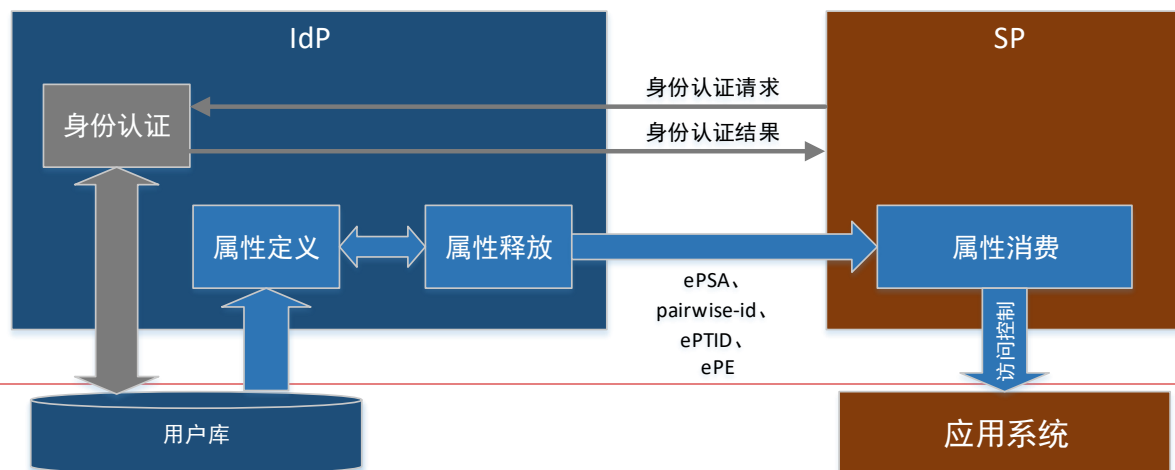 IdP
SP
身份认证请求
身份认证
身份认证结果
属性定义
属性释放
属性消费
ePSA、
pairwise-id、
ePTID、
ePE
访问控制
用户库
应用系统